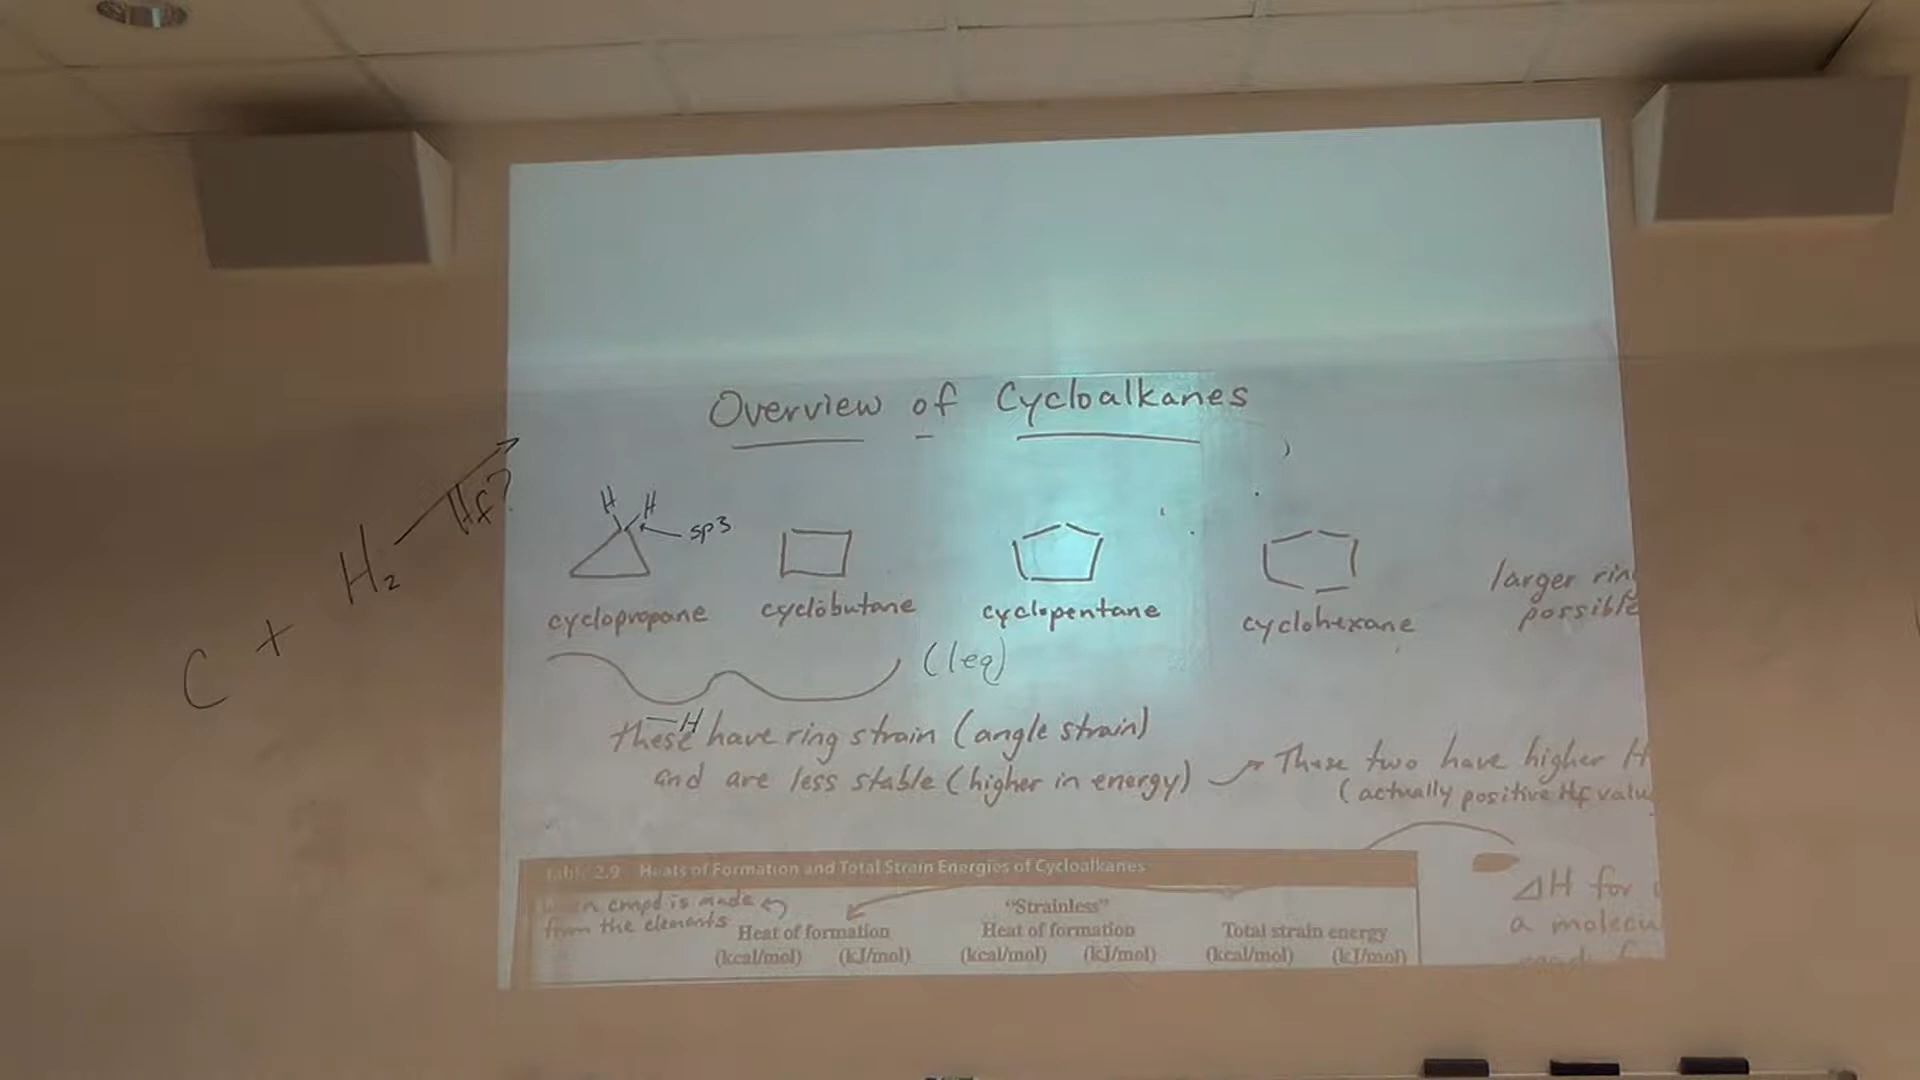 Overview of Cycloalkanes
H H
sp3
Hf?
C + H₂
cyclopropane cyclobutane cyclopentane cyclohexane
larger rin
possible
(leq)
—H
these have ring strain (angle strain)
and are less stable (higher in energy)
These two have higher H
(actually positive Hf valu
Table 2.9 Heats of Formation and Total Strain Energies of Cycloalkanes
when cmpd is made
from the elements
Heat of formation
(kcal/mol) (kJ/mol)
"Strainless"
Heat of formation
(kcal/mol) (kJ/mol)
Total strain energy
(kcal/mol) (kJ/mol)
ΔH for
a molecu